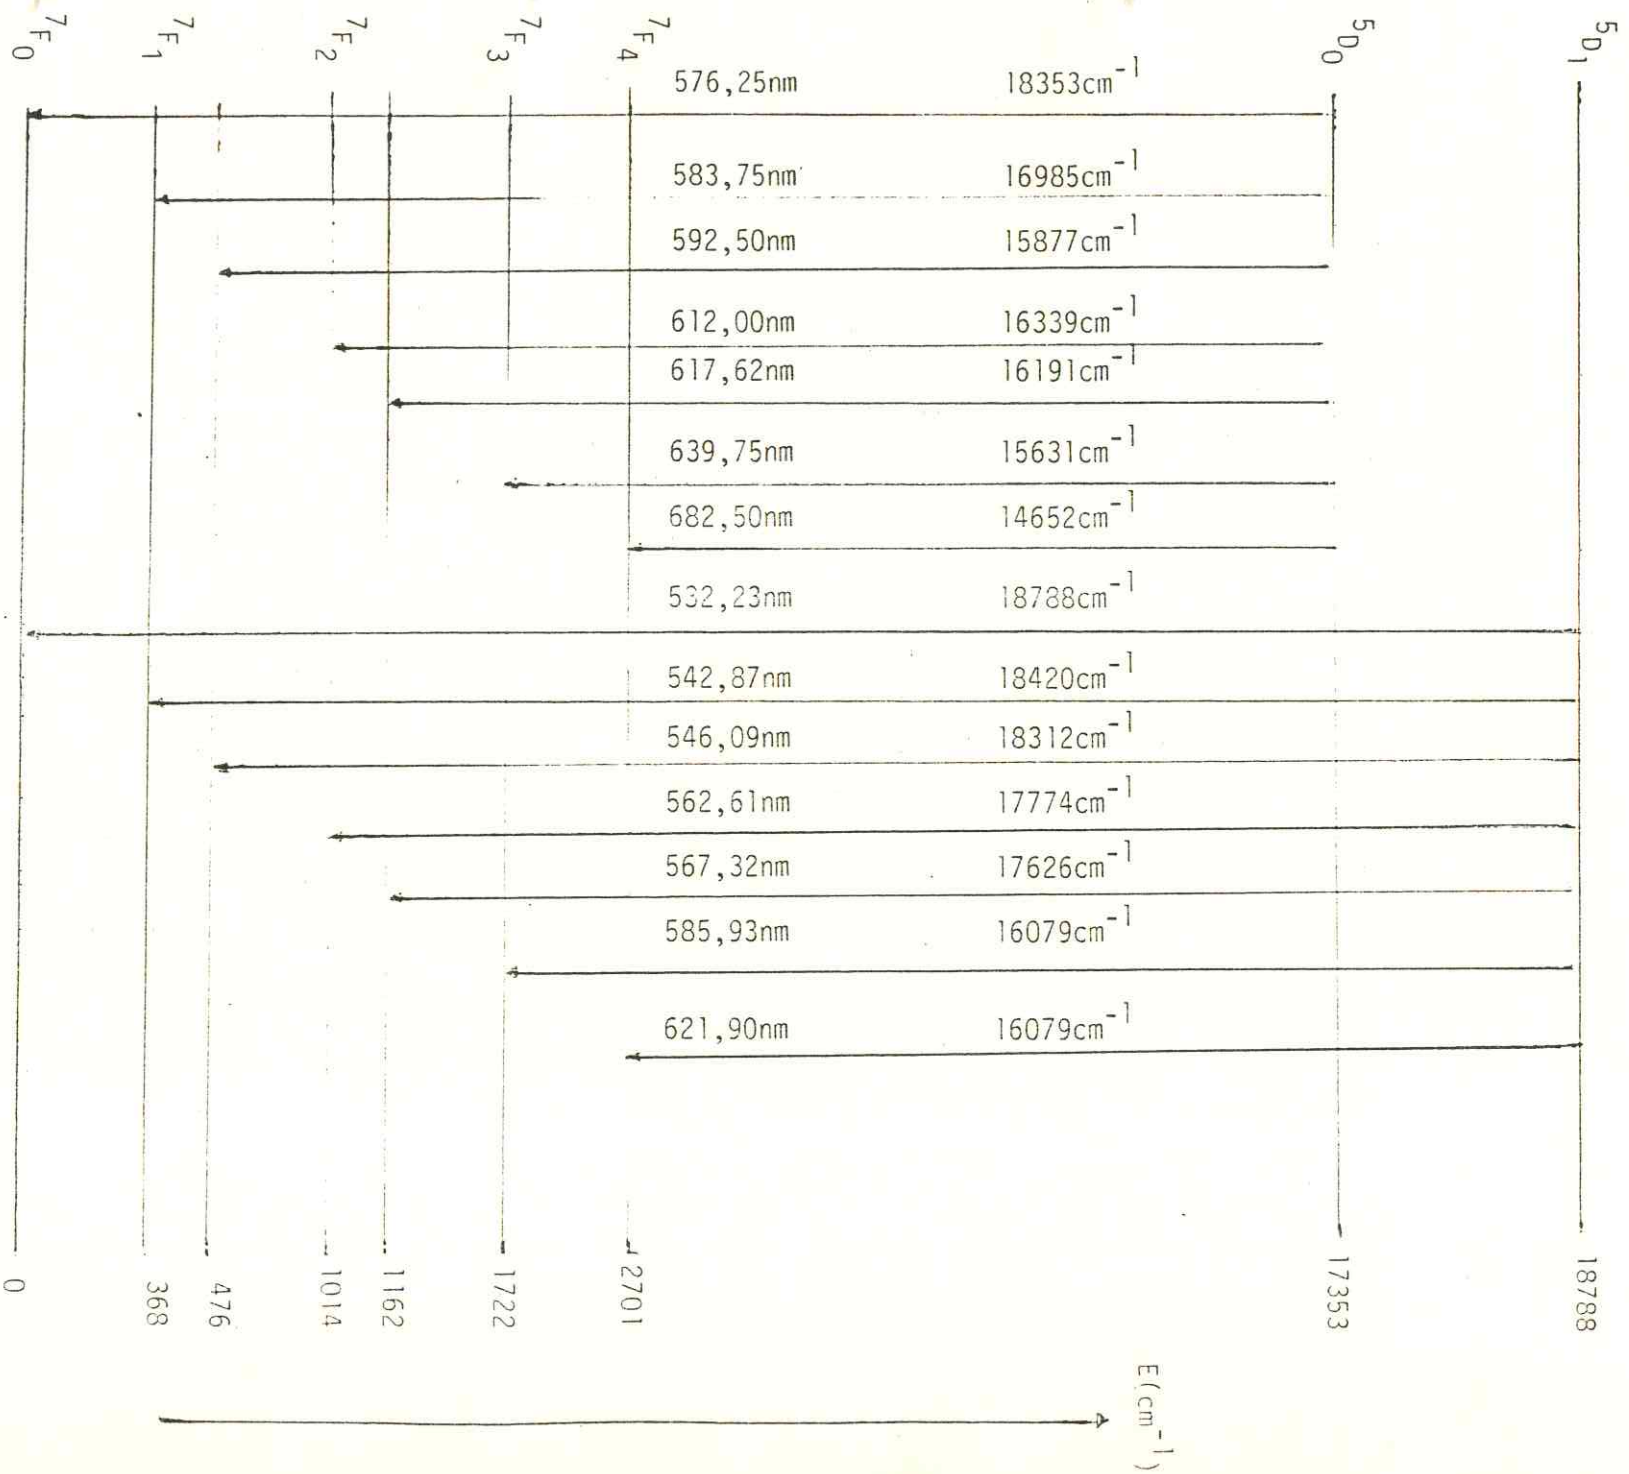 7F0 7F1 7F2 7F3 7F4 5D0 5D1
576,25nm 18353cm-1
583,75nm 16985cm-1
592,50nm 15877cm-1
612,00nm 16339cm-1
617,62nm 16191cm-1
639,75nm 15631cm-1
682,50nm 14652cm-1
532,23nm 18788cm-1
542,87nm 18420cm-1
546,09nm 18312cm-1
562,61nm 17774cm-1
567,32nm 17626cm-1
585,93nm 16079cm-1
621,90nm 16079cm-1
0 368 476 1014 1162 1722 2701 17353 18788
E(cm-1)